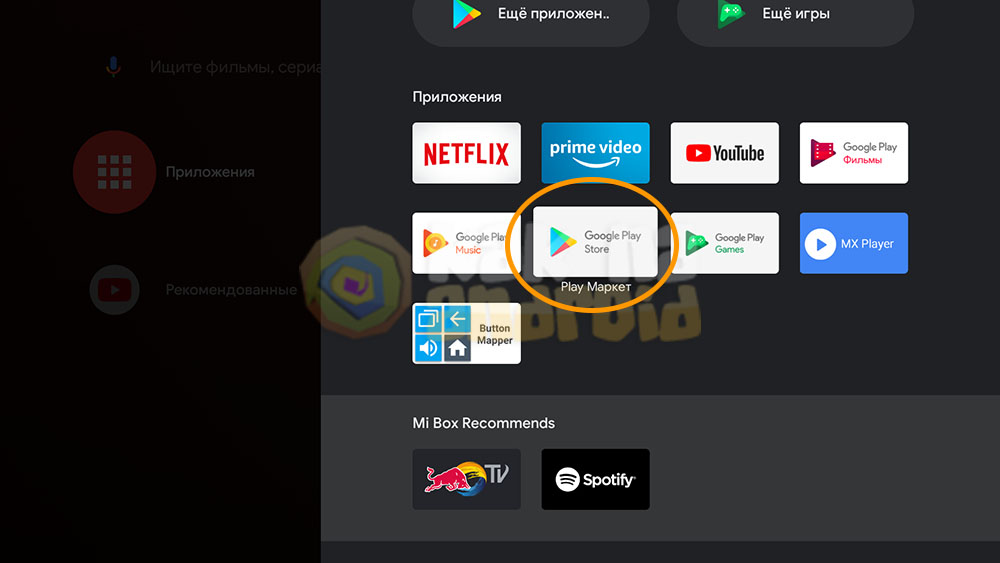 Ещё приложен..
Ещё игры
Ищите фильмы, сериа
Приложения
NETFLIX
prime video
YouTube
Google Play
Фильмы
Приложения
Google Play
Music
Google Play
Store
Google Play
Games
MX Player
Play Маркет
Рекомендованные
Button
Mapper
Mi Box Recommends
TV
Spotify